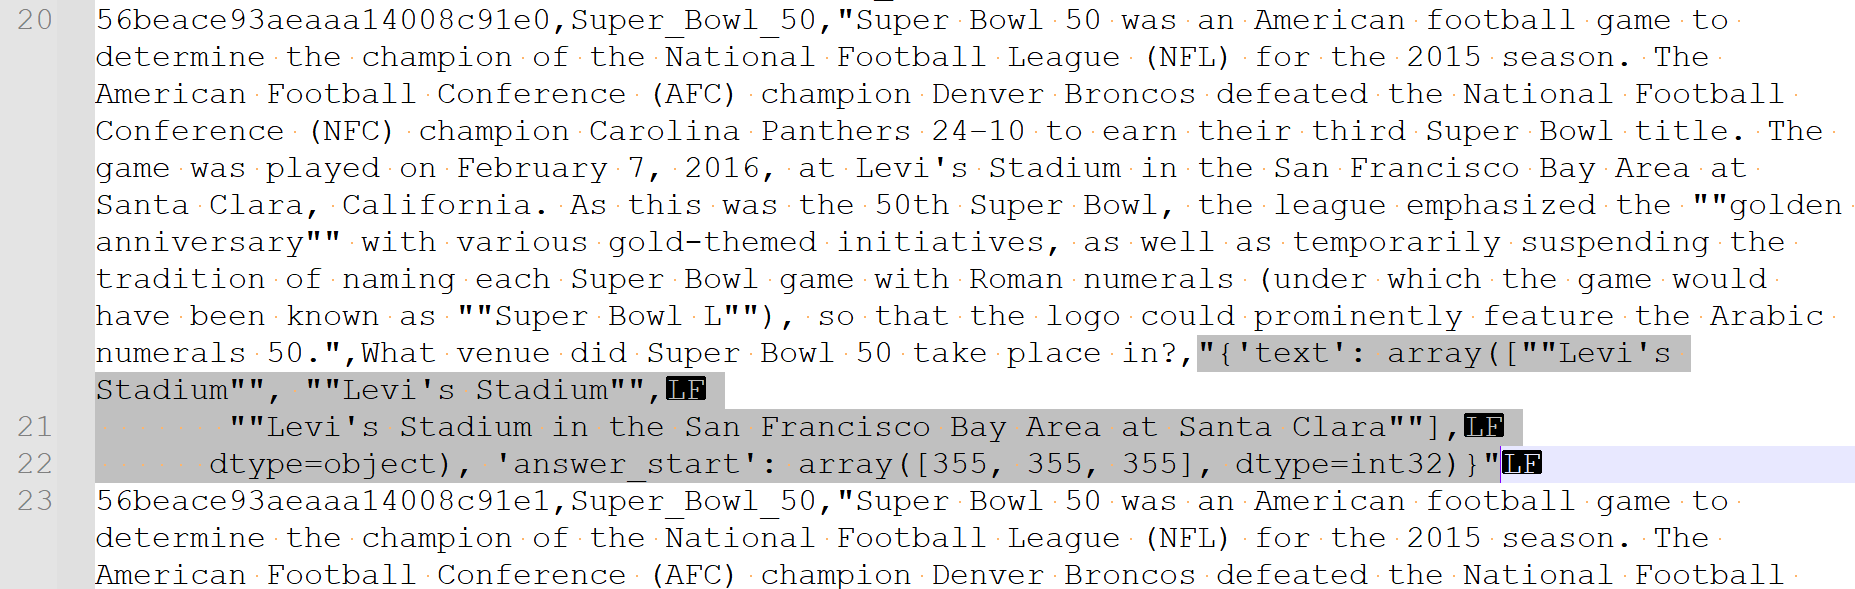 20 56beace93aeaaa14008c91e0,Super_Bowl_50,"Super Bowl 50 was an American football game to
determine the champion of the National Football League (NFL) for the 2015 season. The
American Football Conference (AFC) champion Denver Broncos defeated the National Football
Conference (NFC) champion Carolina Panthers 24–10 to earn their third Super Bowl title. The
game was played on February 7, 2016, at Levi's Stadium in the San Francisco Bay Area at
Santa Clara, California. As this was the 50th Super Bowl, the league emphasized the ""golden
anniversary"" with various gold-themed initiatives, as well as temporarily suspending the
tradition of naming each Super Bowl game with Roman numerals (under which the game would
have been known as ""Super Bowl L""), so that the logo could prominently feature the Arabic
numerals 50.",What venue did Super Bowl 50 take place in?,"{'text': array([""Levi's
Stadium"", ""Levi's Stadium"",LF
21 ""Levi's Stadium in the San Francisco Bay Area at Santa Clara""],LF
22 dtype=object), 'answer_start': array([355, 355, 355], dtype=int32)}"LF
23 56beace93aeaaa14008c91e1,Super_Bowl_50,"Super Bowl 50 was an American football game to
determine the champion of the National Football League (NFL) for the 2015 season. The
American Football Conference (AFC) champion Denver Broncos defeated the National Football